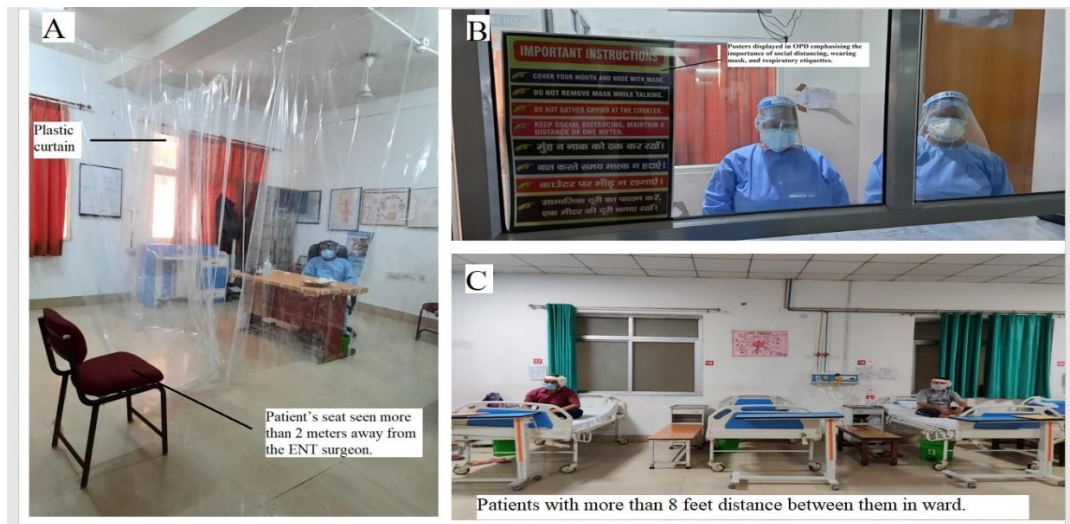 A
Plastic
curtain
Patient's seat seen more
than 2 meters away from
the ENT surgeon.
B
Posters displayed in OPD emphasising the
importance of social distancing, wearing
mask, and respiratory etiquettes.
IMPORTANT INSTRUCTIONS
COVER YOUR MOUTH AND NOSE WITH MASK.
DO NOT REMOVE MASK WHILE TALKING.
DO NOT GATHER CROWD AT THE COUNTER.
KEEP SOCIAL DISTANCING, MAINTAIN A
DISTANCE OF ONE METER.
मुंह व नाक को ढक कर रखें।
बात करते समय मास्क न हटाएं।
काउंटर पर भीड़ न लगाएं।
सामाजिक दूरी का पालन करें,
एक मीटर की दूरी बनाए रखें।
C
Patients with more than 8 feet distance between them in ward.